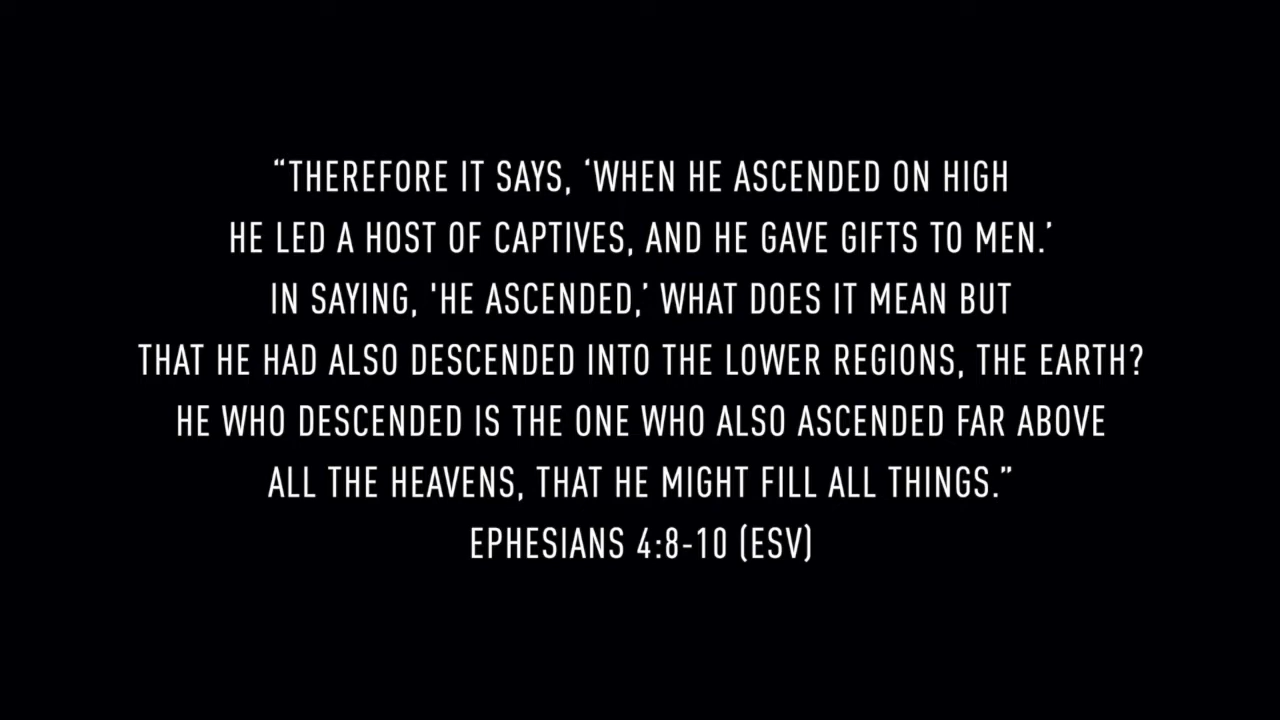 “THEREFORE IT SAYS, ‘WHEN HE ASCENDED ON HIGH
HE LED A HOST OF CAPTIVES, AND HE GAVE GIFTS TO MEN.’
IN SAYING, 'HE ASCENDED,’ WHAT DOES IT MEAN BUT
THAT HE HAD ALSO DESCENDED INTO THE LOWER REGIONS, THE EARTH?
HE WHO DESCENDED IS THE ONE WHO ALSO ASCENDED FAR ABOVE
ALL THE HEAVENS, THAT HE MIGHT FILL ALL THINGS.”
EPHESIANS 4:8-10 (ESV)